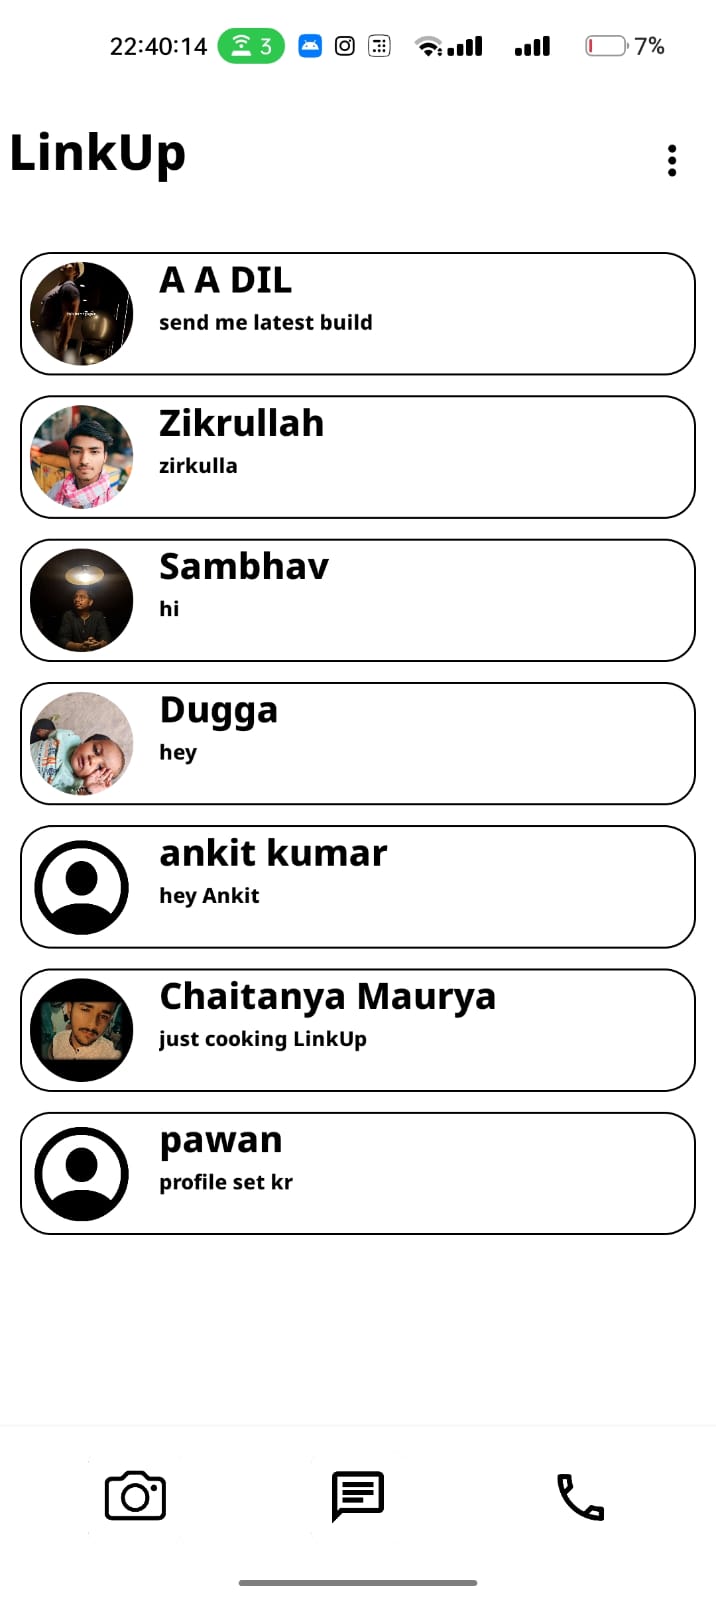 22:40:14 3 7%
LinkUp
A A DIL
send me latest build
Zikrullah
zirkulla
Sambhav
hi
Dugga
hey
ankit kumar
hey Ankit
Chaitanya Maurya
just cooking LinkUp
pawan
profile set kr